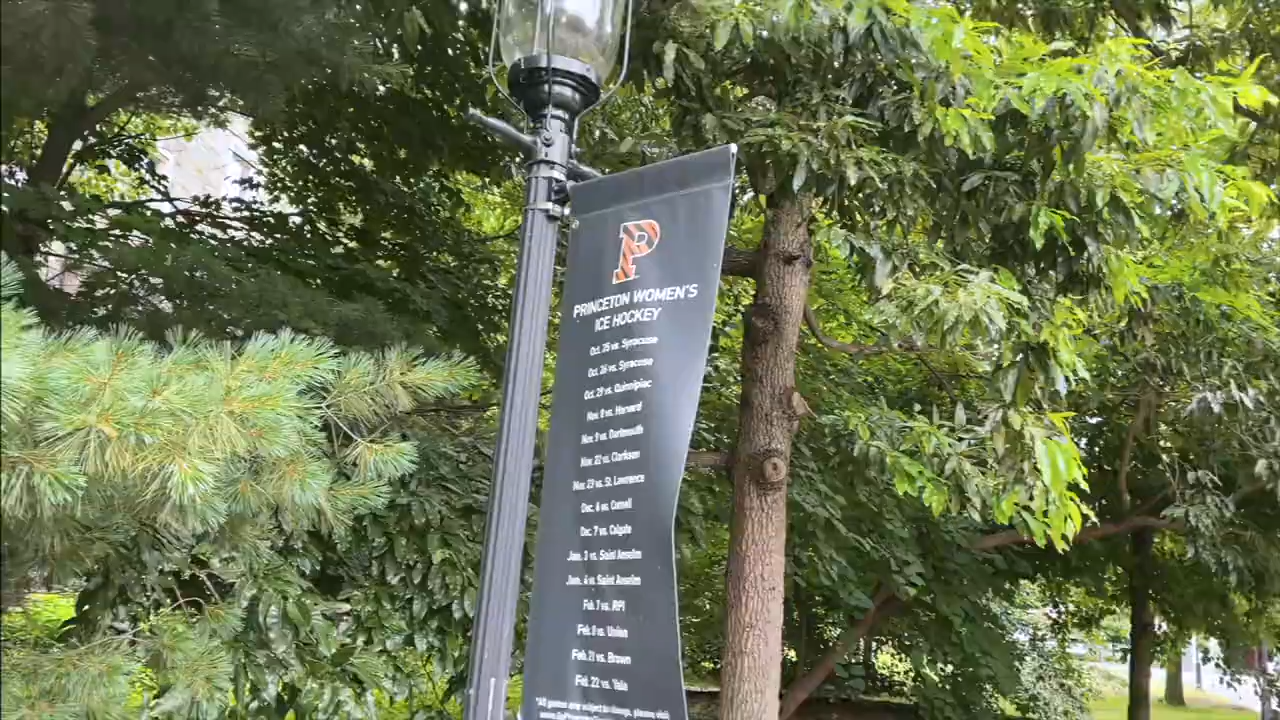 P
PRINCETON WOMEN'S
ICE HOCKEY
Oct. 25 vs. Syracuse
Oct. 26 vs. Syracuse
Oct. 29 vs. Quinnipiac
Nov. 8 vs. Harvard
Nov. 9 vs. Dartmouth
Nov. 22 vs. Clarkson
Nov. 23 vs. St. Lawrence
Dec. 6 vs. Cornell
Dec. 7 vs. Colgate
Jan. 3 vs. Saint Anselm
Jan. 4 vs. Saint Anselm
Feb. 7 vs. RPI
Feb. 8 vs. Union
Feb. 21 vs. Brown
Feb. 22 vs. Yale
*All games are subject to change, please visit